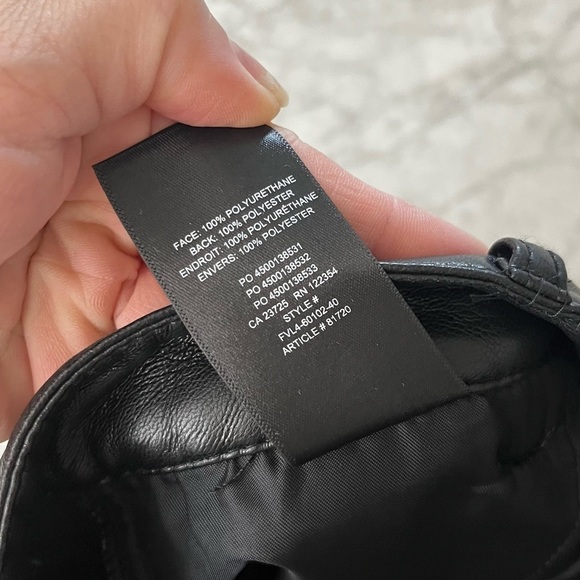 FACE: 100% POLYURETHANE
BACK: 100% POLYESTER
ENDROIT: 100% POLYURÉTHANE
ENVERS: 100% POLYESTER
PO 4500138531
PO 4500138532
PO 4500138533
CA 23725 RN 122354
STYLE #
FVL4-60102-40
ARTICLE # 81720